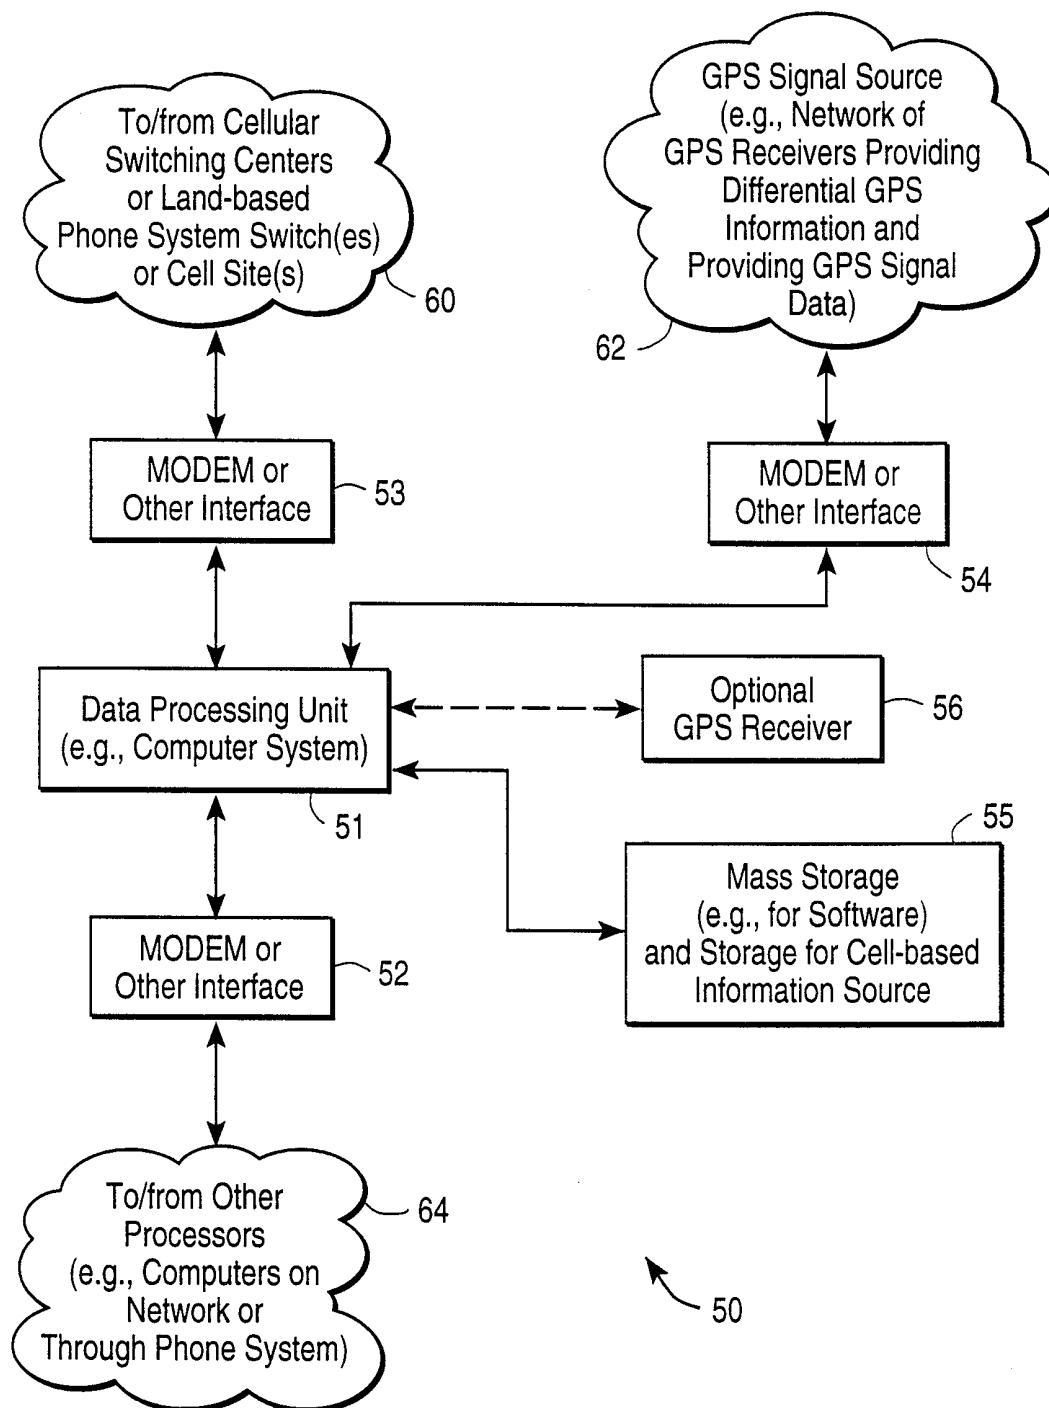 To/from Cellular
Switching Centers
or Land-based
Phone System Switch(es)
or Cell Site(s)
60
GPS Signal Source
(e.g., Network of
GPS Receivers Providing
Differential GPS
Information and
Providing GPS Signal
Data)
62
MODEM or
Other Interface
53
MODEM or
Other Interface
54
Data Processing Unit
(e.g., Computer System)
51
Optional
GPS Receiver
56
55
Mass Storage
(e.g., for Software)
and Storage for Cell-based
Information Source
MODEM or
Other Interface
52
To/from Other
Processors
(e.g., Computers on
Network or
Through Phone System)
64
50